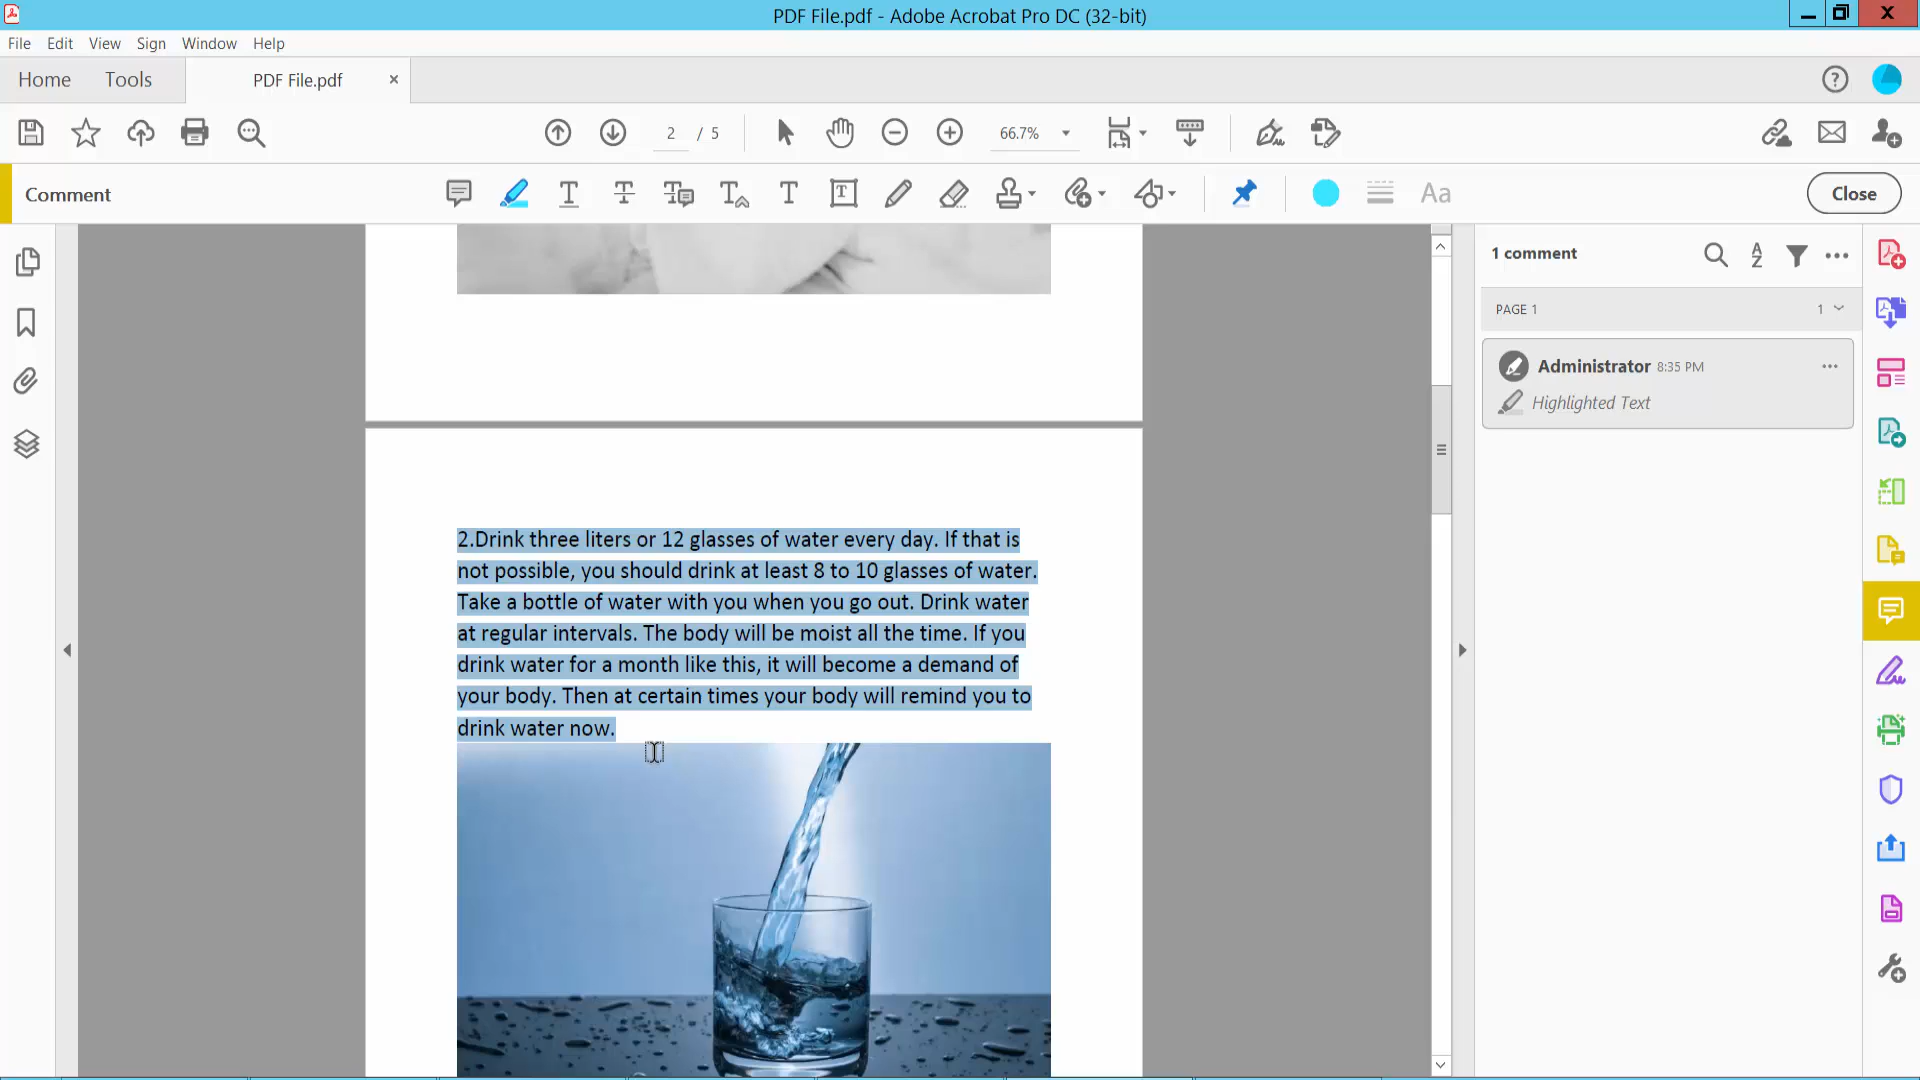 PDF File.pdf - Adobe Acrobat Pro DC (32-bit)
File Edit View Sign Window Help
Home Tools PDF File.pdf
2 / 5 66.7%
Comment
Close
1 comment
PAGE 1 1
Administrator 8:35 PM
Highlighted Text
2.Drink three liters or 12 glasses of water every day. If that is
not possible, you should drink at least 8 to 10 glasses of water.
Take a bottle of water with you when you go out. Drink water
at regular intervals. The body will be moist all the time. If you
drink water for a month like this, it will become a demand of
your body. Then at certain times your body will remind you to
drink water now.